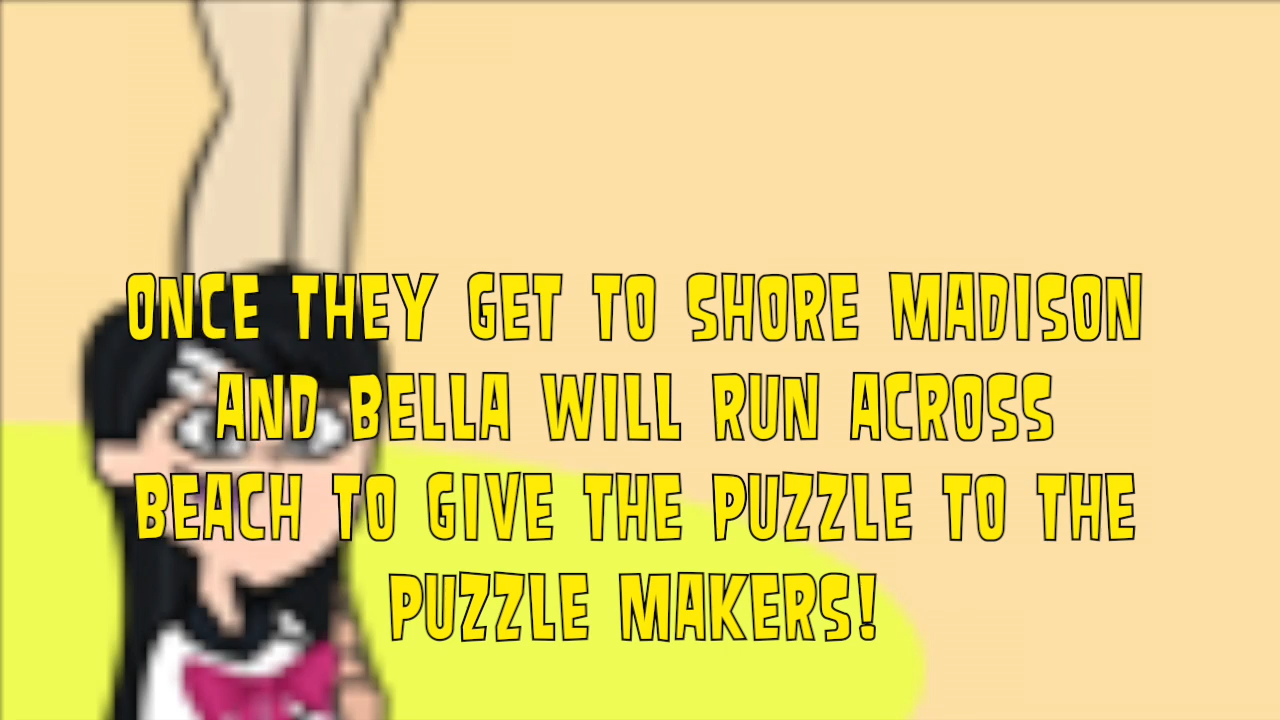 ONCE THEY GET TO SHORE MADISON
AND BELLA WILL RUN ACROSS
BEACH TO GIVE THE PUZZLE TO THE
PUZZLE MAKERS!